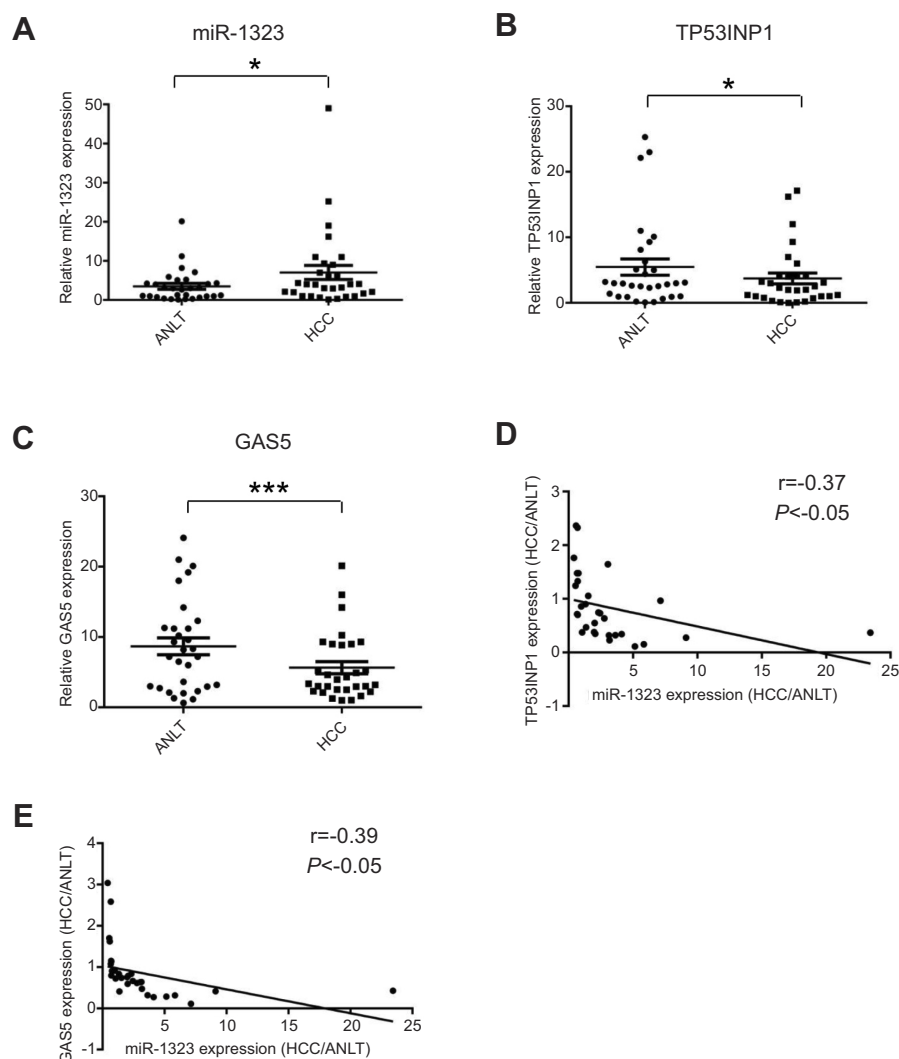 A
miR-1323
*
Relative miR-1323 expression
50
40
30
20
10
0
ANLT
HCC
B
TP53INP1
*
Relative TP53INP1 expression
30
20
10
0
ANLT
HCC
C
GAS5
***
Relative GAS5 expression
30
20
10
0
ANLT
HCC
D
r=-0.37
P<-0.05
TP53INP1 expression (HCC/ANLT)
3
2
1
0
-1
5
10
15
20
25
miR-1323 expression (HCC/ANLT)
E
r=-0.39
P<-0.05
GAS5 expression (HCC/ANLT)
4
3
2
1
0
-1
5
10
15
20
25
miR-1323 expression (HCC/ANLT)